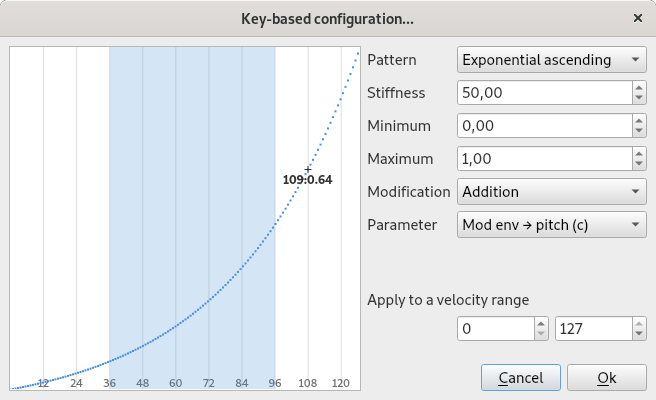 Key-based configuration...
×
Pattern Exponential ascending
Stiffness 50,00
Minimum 0,00
Maximum 1,00
109:0.64
Modification Addition
Parameter Mod env → pitch (c)
Apply to a velocity range
0 127
12 24 36 48 60 72 84 96 108 120
Cancel Ok